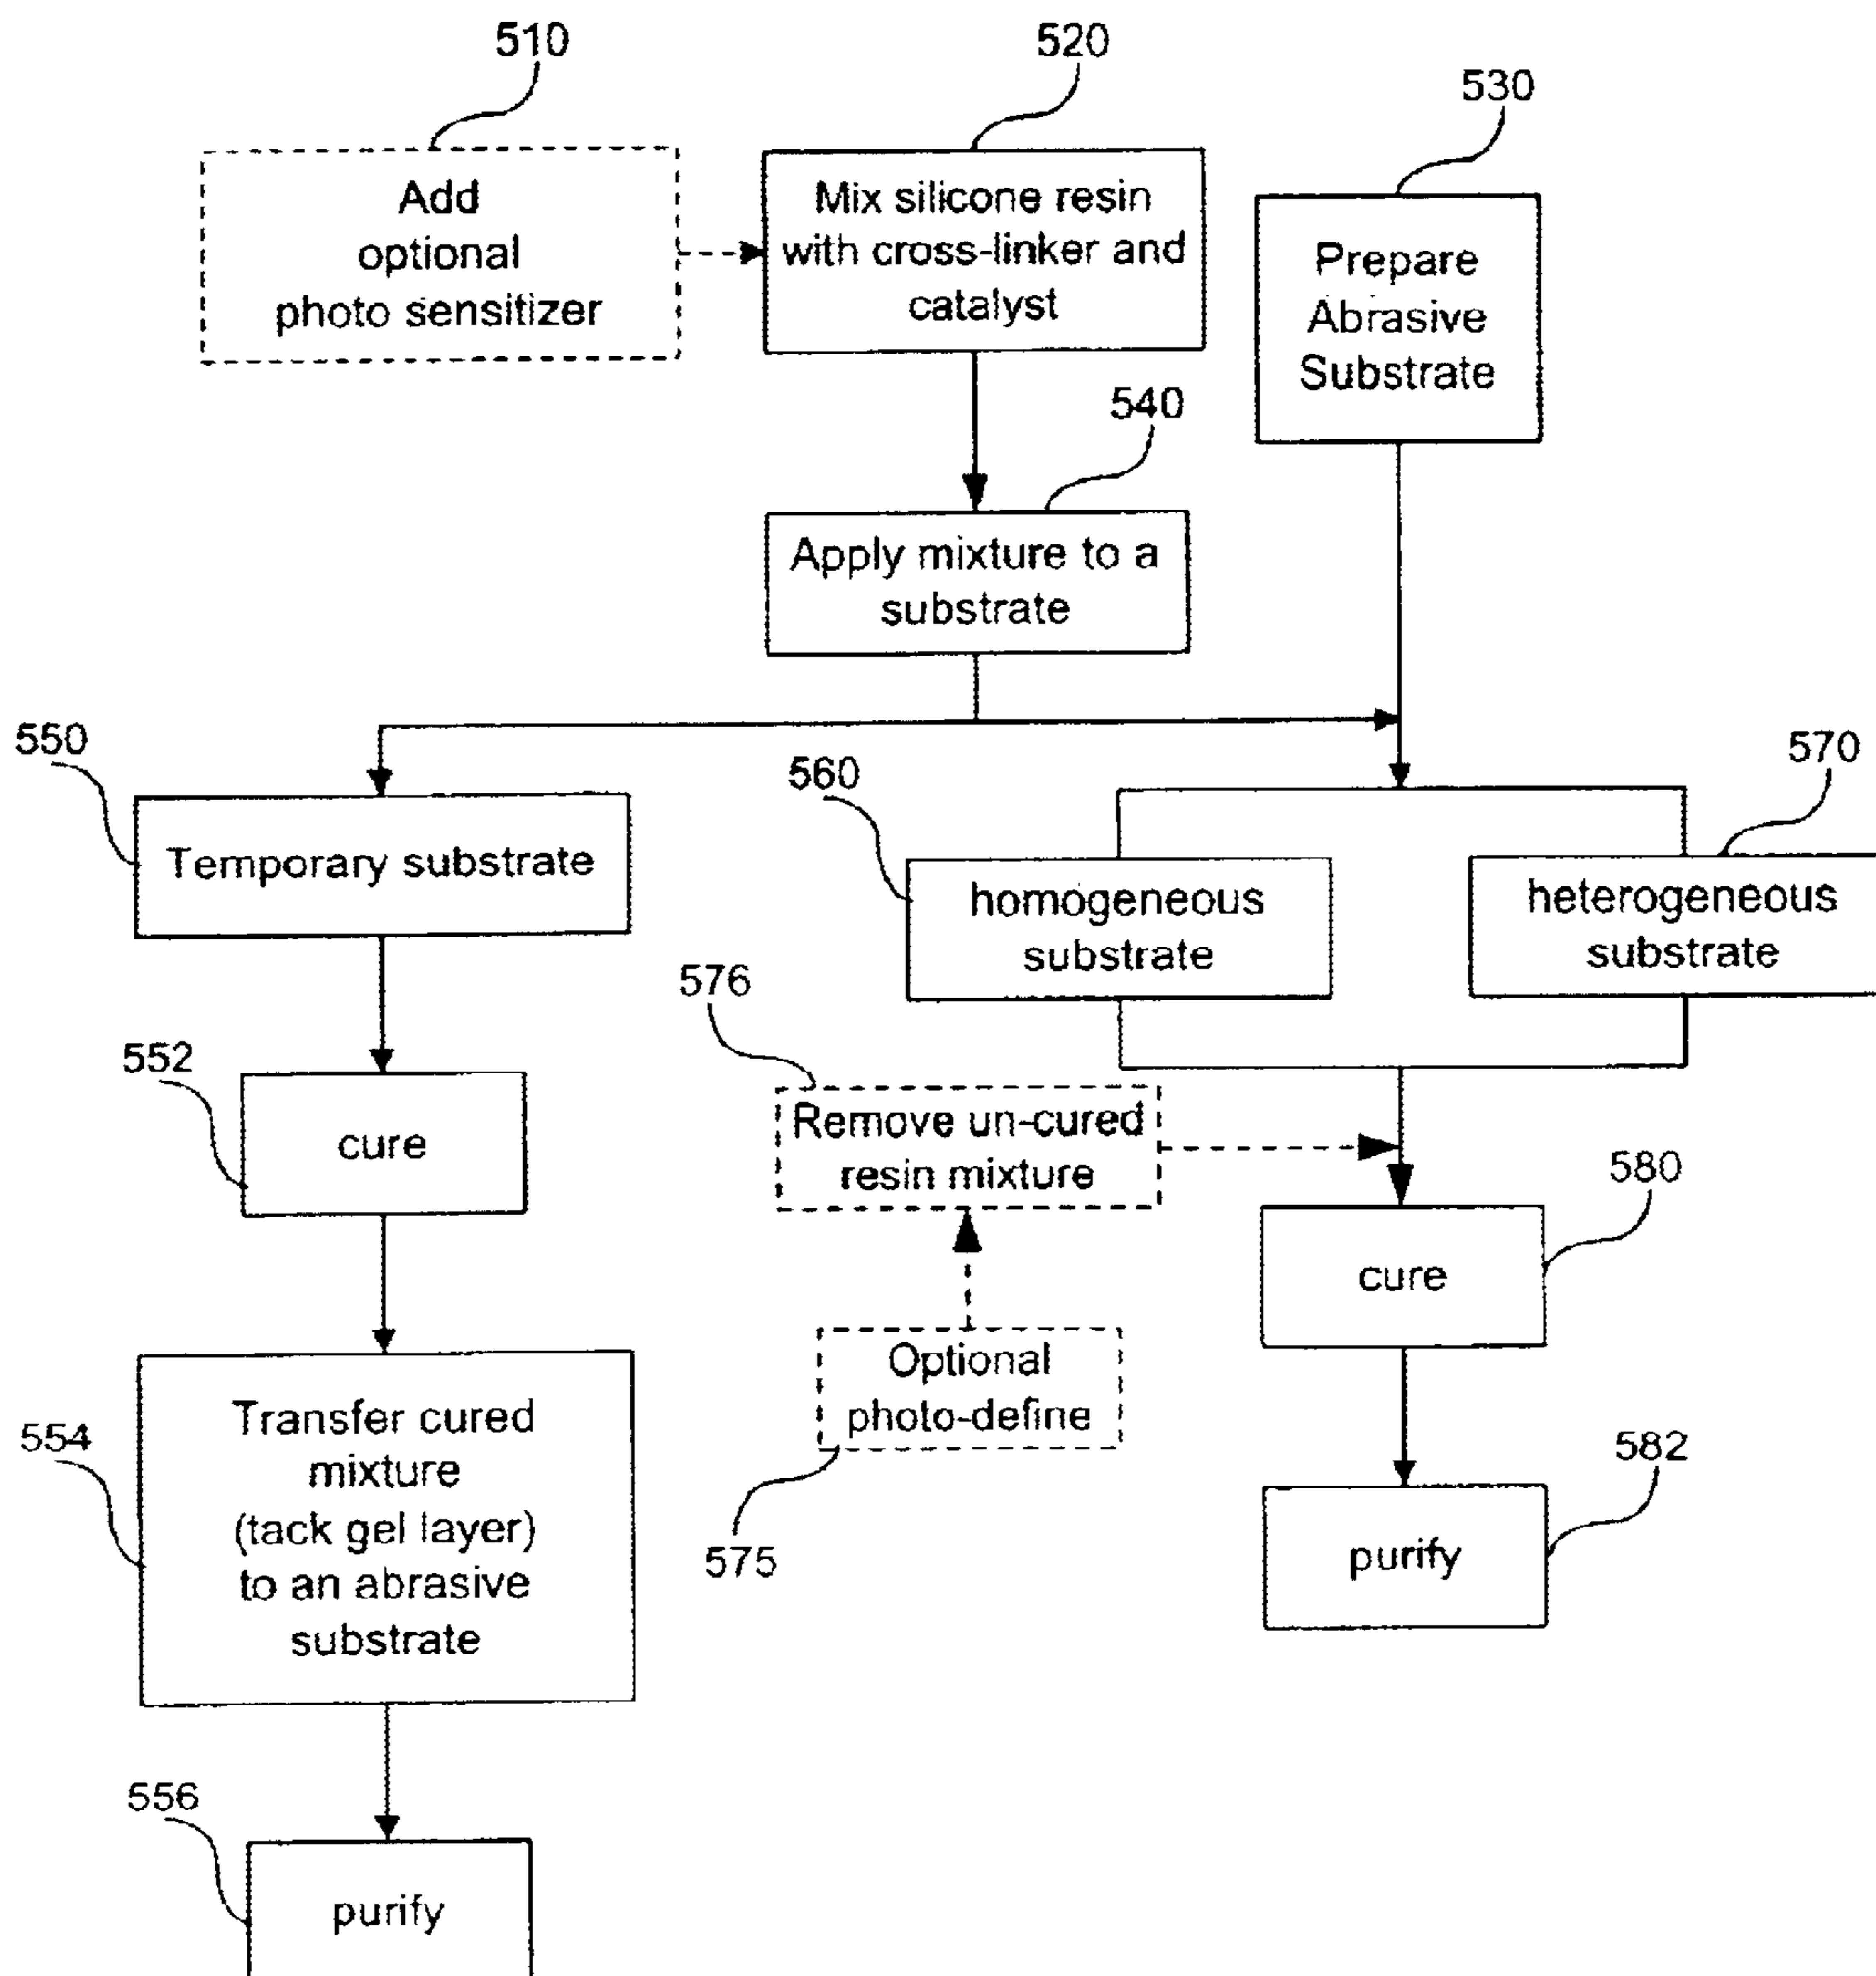 510
520
530
Add
optional
photo sensitizer
Mix silicone resin
with cross-linker and
catalyst
Prepare
Abrasive
Substrate
540
Apply mixture to a
substrate
550
Temporary substrate
560
homogeneous
substrate
570
heterogeneous
substrate
552
cure
576
Remove un-cured
resin mixture
Optional
photo-define
575
580
cure
554
Transfer cured
mixture
(tack gel layer)
to an abrasive
substrate
582
purify
556
purify